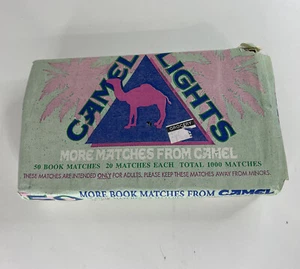 CAMEL LIGHTS
MORE MATCHES FROM CAMEL
50 BOOK MATCHES 20 MATCHES EACH TOTAL 1000 MATCHES
THESE MATCHES ARE INTENDED ONLY FOR ADULTS. PLEASE KEEP THESE MATCHES AWAY FROM MINORS.
MORE BOOK MATCHES FROM CAMEL